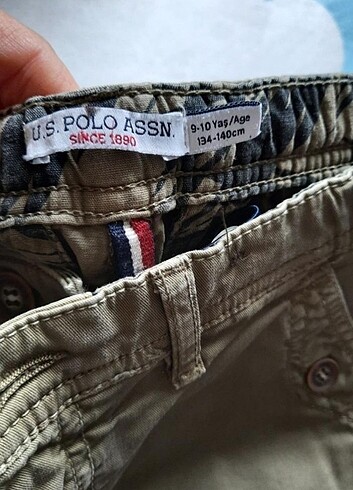 U.S. POLO ASSN.
SINCE 1890
9-10 Yaş/Age
134-140cm